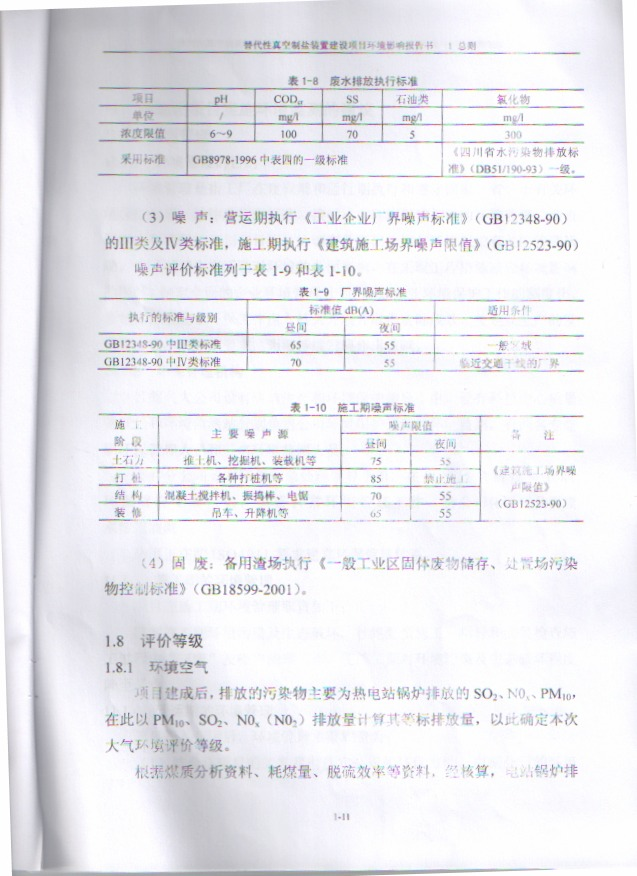 替代性真空制盐装置建设项目环境影响报告书 1 总则
表 1-8 废水排放执行标准
项目 pH CODcr SS 石油类 氯化物
单位 / mg/l mg/l mg/l mg/l
浓度限值 6～9 100 70 5 300
采用标准 GB8978-1996 中表四的一级标准 《四川省水污染物排放标
准》（DB51/190-93）一级。
（3）噪 声：营运期执行《工业企业厂界噪声标准》（GB12348-90）
的III类及IV类标准，施工期执行《建筑施工场界噪声限值》（GB12523-90）
噪声评价标准列于表 1-9 和表 1-10。
表 1-9 厂界噪声标准
执行的标准与级别 标准值 dB(A) 适用条件
昼间 夜间
GB12348-90 中III类标准 65 55 一般区域
GB12348-90 中IV类标准 70 55 临近交通干线的厂界
表 1-10 施工期噪声标准
施 工 主 要 噪 声 源 噪声限值 备 注
阶 段 昼间 夜间
土石方 推土机、挖掘机、装载机等 75 55 《建筑施工场界噪
打 桩 各种打桩机等 85 禁止施工 声限值》
结 构 混凝土搅拌机、振捣棒、电锯 70 55 （GB12523-90）
装 修 吊车、升降机等 65 55
（4）固 废：备用渣场执行《一般工业区固体废物储存、处置场污染
物控制标准》（GB18599-2001）。
1.8 评价等级
1.8.1 环境空气
项目建成后，排放的污染物主要为热电站锅炉排放的 SO₂、N0ₓ、PM₁₀，
在此以 PM₁₀、SO₂、N0ₓ（N0₂）排放量计算其等标排放量，以此确定本次
大气环境评价等级。
根据煤质分析资料、耗煤量、脱硫效率等资料，经核算，电站锅炉排
1-11